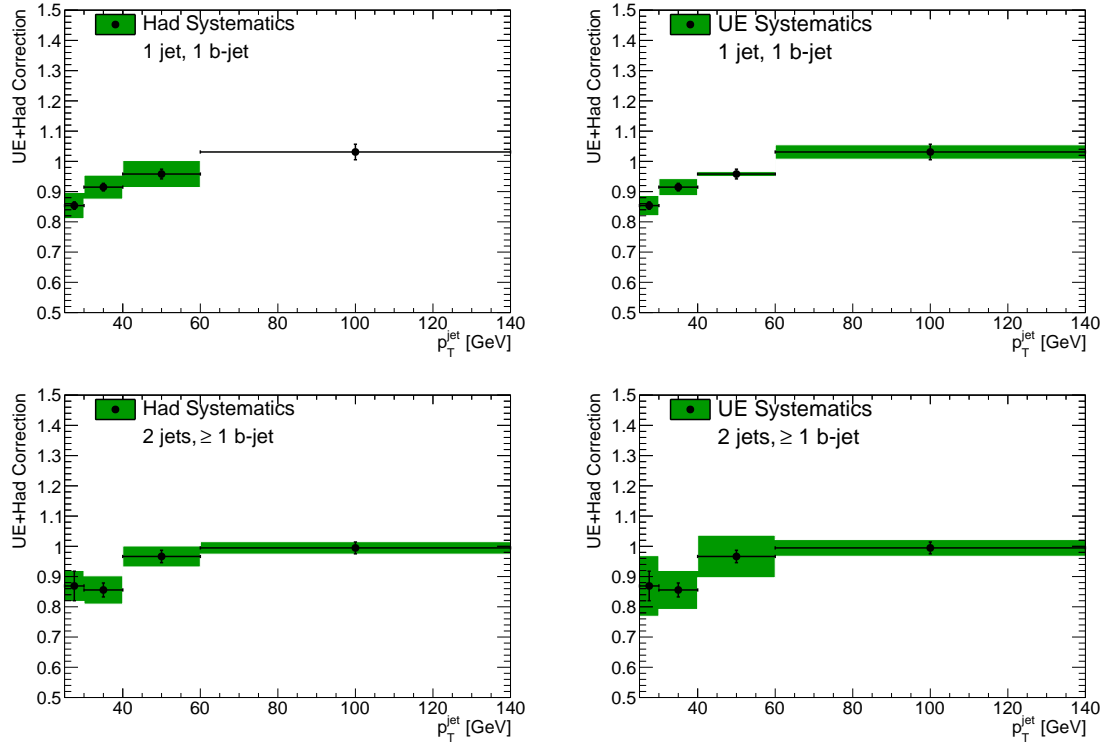 Had Systematics
1 jet, 1 b-jet
UE+Had Correction
1.5
1.4
1.3
1.2
1.1
1
0.9
0.8
0.7
0.6
0.5
40 60 80 100 120 140
p_T^jet [GeV]
UE Systematics
1 jet, 1 b-jet
UE+Had Correction
1.5
1.4
1.3
1.2
1.1
1
0.9
0.8
0.7
0.6
0.5
40 60 80 100 120 140
p_T^jet [GeV]
Had Systematics
2 jets, ≥ 1 b-jet
UE+Had Correction
1.5
1.4
1.3
1.2
1.1
1
0.9
0.8
0.7
0.6
0.5
40 60 80 100 120 140
p_T^jet [GeV]
UE Systematics
2 jets, ≥ 1 b-jet
UE+Had Correction
1.5
1.4
1.3
1.2
1.1
1
0.9
0.8
0.7
0.6
0.5
40 60 80 100 120 140
p_T^jet [GeV]